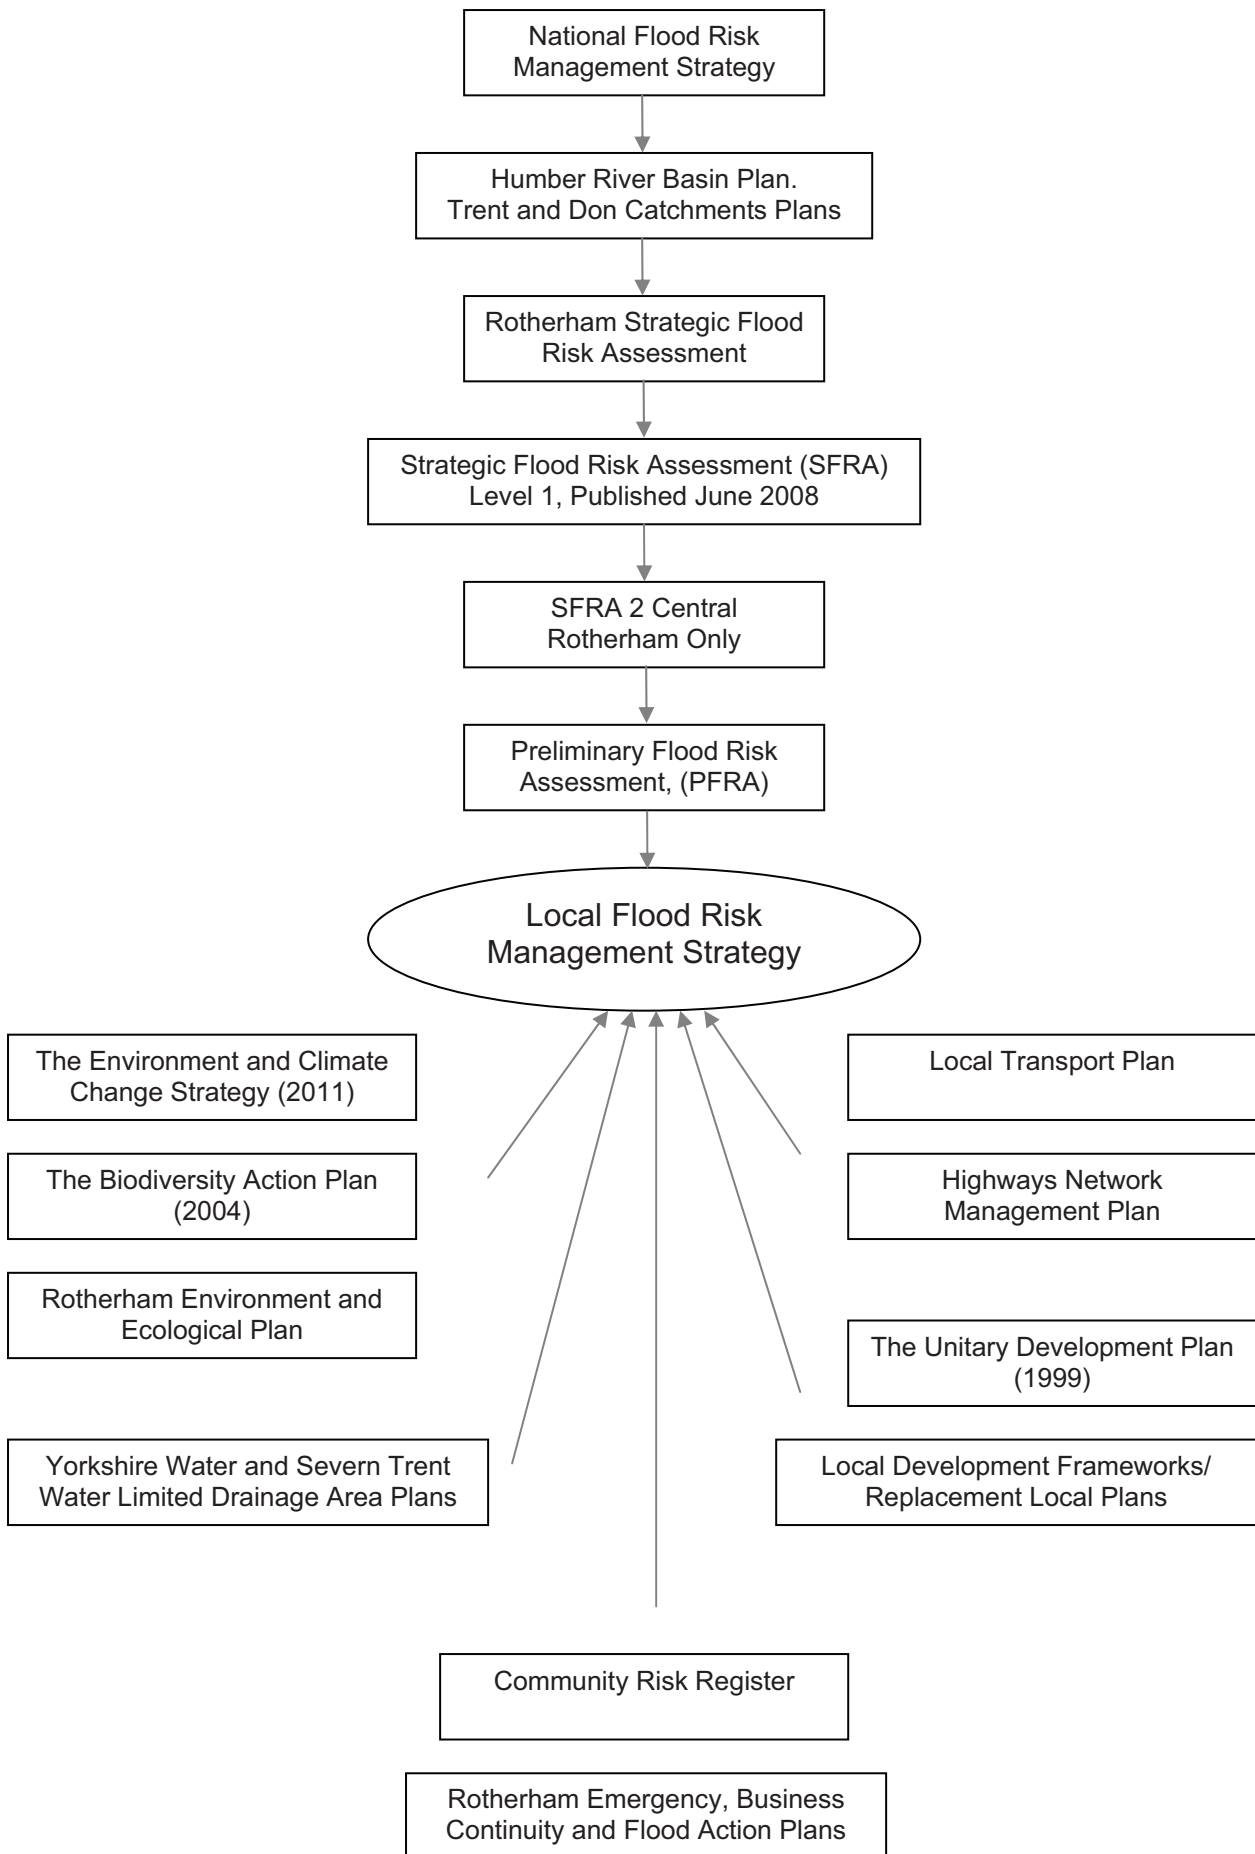 National Flood Risk
Management Strategy
Humber River Basin Plan.
Trent and Don Catchments Plans
Rotherham Strategic Flood
Risk Assessment
Strategic Flood Risk Assessment (SFRA)
Level 1, Published June 2008
SFRA 2 Central
Rotherham Only
Preliminary Flood Risk
Assessment, (PFRA)
Local Flood Risk
Management Strategy
The Environment and Climate
Change Strategy (2011)
The Biodiversity Action Plan
(2004)
Rotherham Environment and
Ecological Plan
Yorkshire Water and Severn Trent
Water Limited Drainage Area Plans
Local Transport Plan
Highways Network
Management Plan
The Unitary Development Plan
(1999)
Local Development Frameworks/
Replacement Local Plans
Community Risk Register
Rotherham Emergency, Business
Continuity and Flood Action Plans